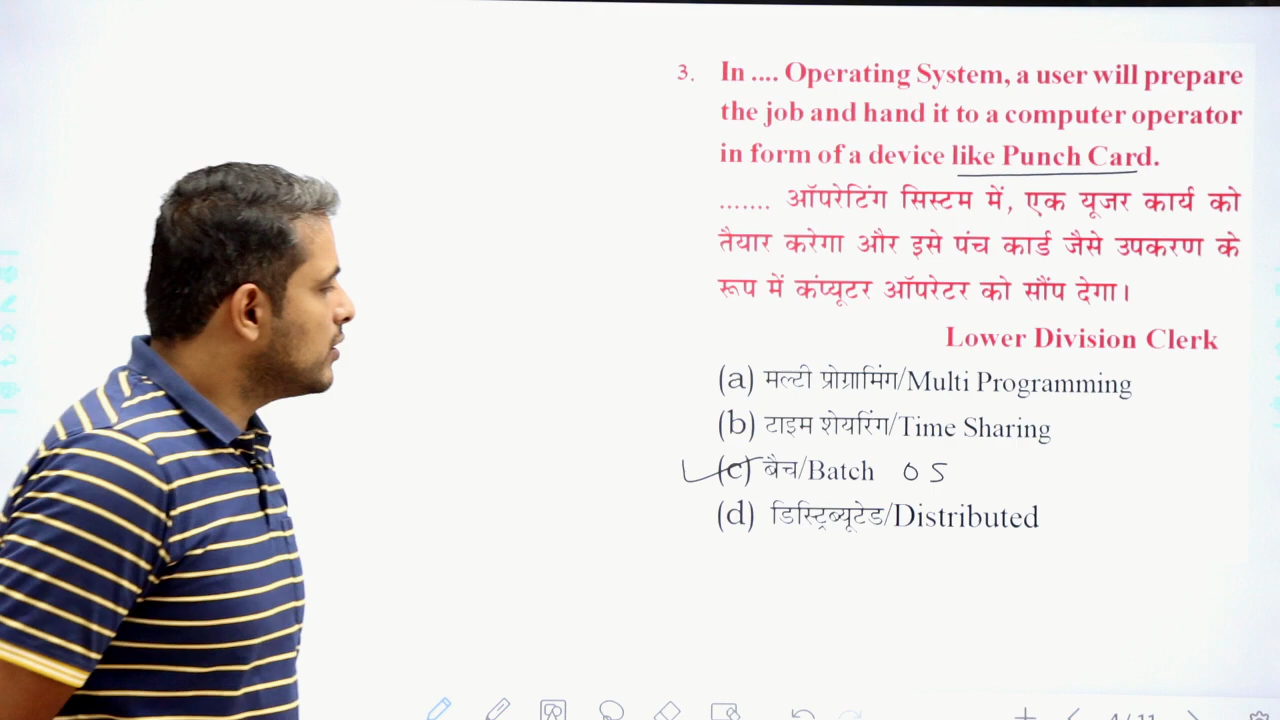 3. In .... Operating System, a user will prepare
the job and hand it to a computer operator
in form of a device like Punch Card.
....... ऑपरेटिंग सिस्टम में, एक यूजर कार्य को
तैयार करेगा और इसे पंच कार्ड जैसे उपकरण के
रूप में कंप्यूटर ऑपरेटर को सौंप देगा।
Lower Division Clerk
(a) मल्टी प्रोग्रामिंग/Multi Programming
(b) टाइम शेयरिंग/Time Sharing
(c) बैच/Batch OS
(d) डिस्ट्रिब्यूटेड/Distributed
4/11